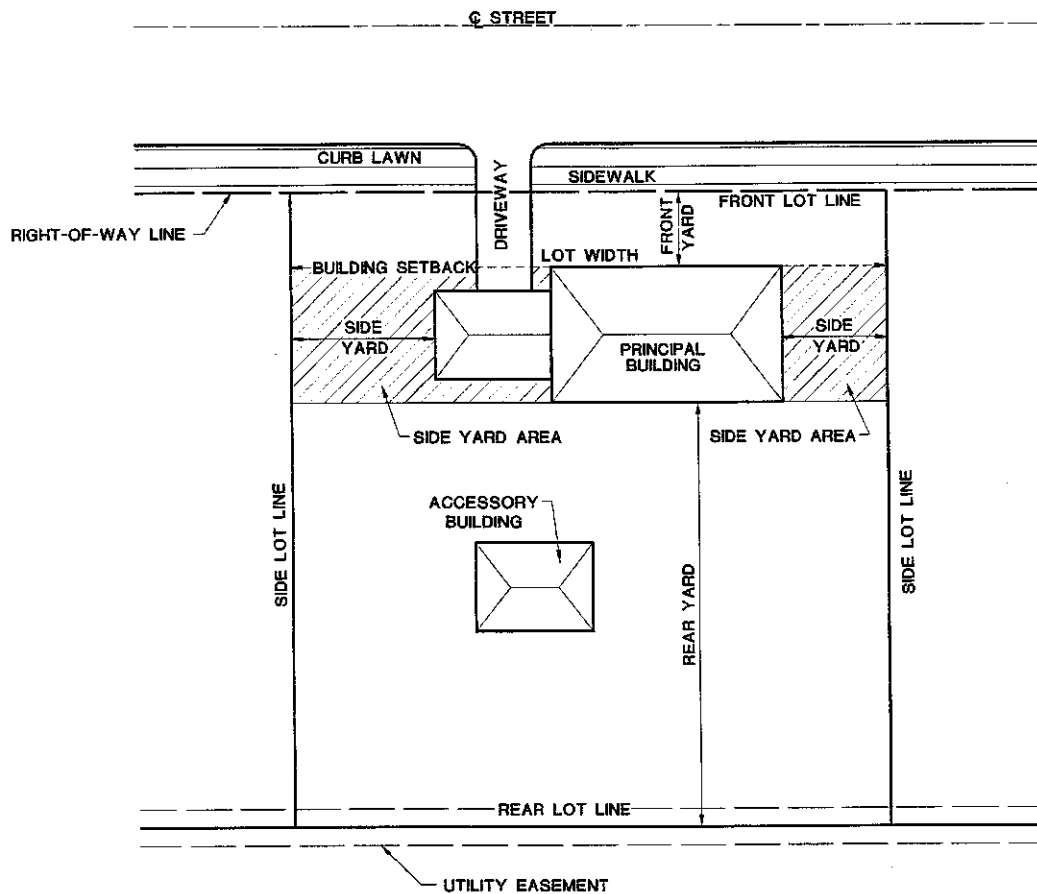 ℄ STREET
CURB LAWN
SIDEWALK
DRIVEWAY
FRONT LOT LINE
RIGHT-OF-WAY LINE
FRONT
YARD
LOT WIDTH
BUILDING SETBACK
SIDE
YARD
SIDE
YARD
PRINCIPAL
BUILDING
SIDE YARD AREA
SIDE YARD AREA
ACCESSORY
BUILDING
SIDE LOT LINE
SIDE LOT LINE
REAR YARD
REAR LOT LINE
UTILITY EASEMENT